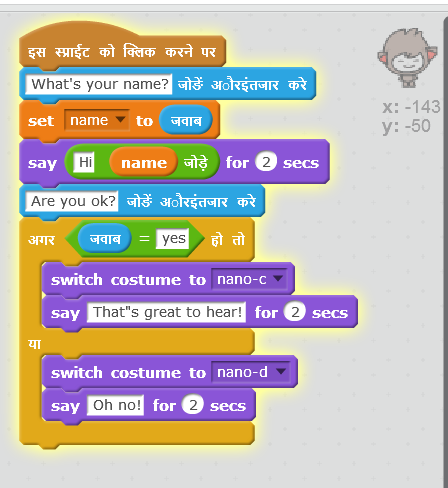 इस स्प्राईट को क्लिक करने पर
What's your name? जोडें अौरइंतजार करे
set name to जवाब
say Hi name जोड़े for 2 secs
Are you ok? जोडें अौरइंतजार करे
अगर जवाब = yes हो तो
switch costume to nano-c
say That"s great to hear! for 2 secs
या
switch costume to nano-d
say Oh no! for 2 secs
x: -143
y: -50